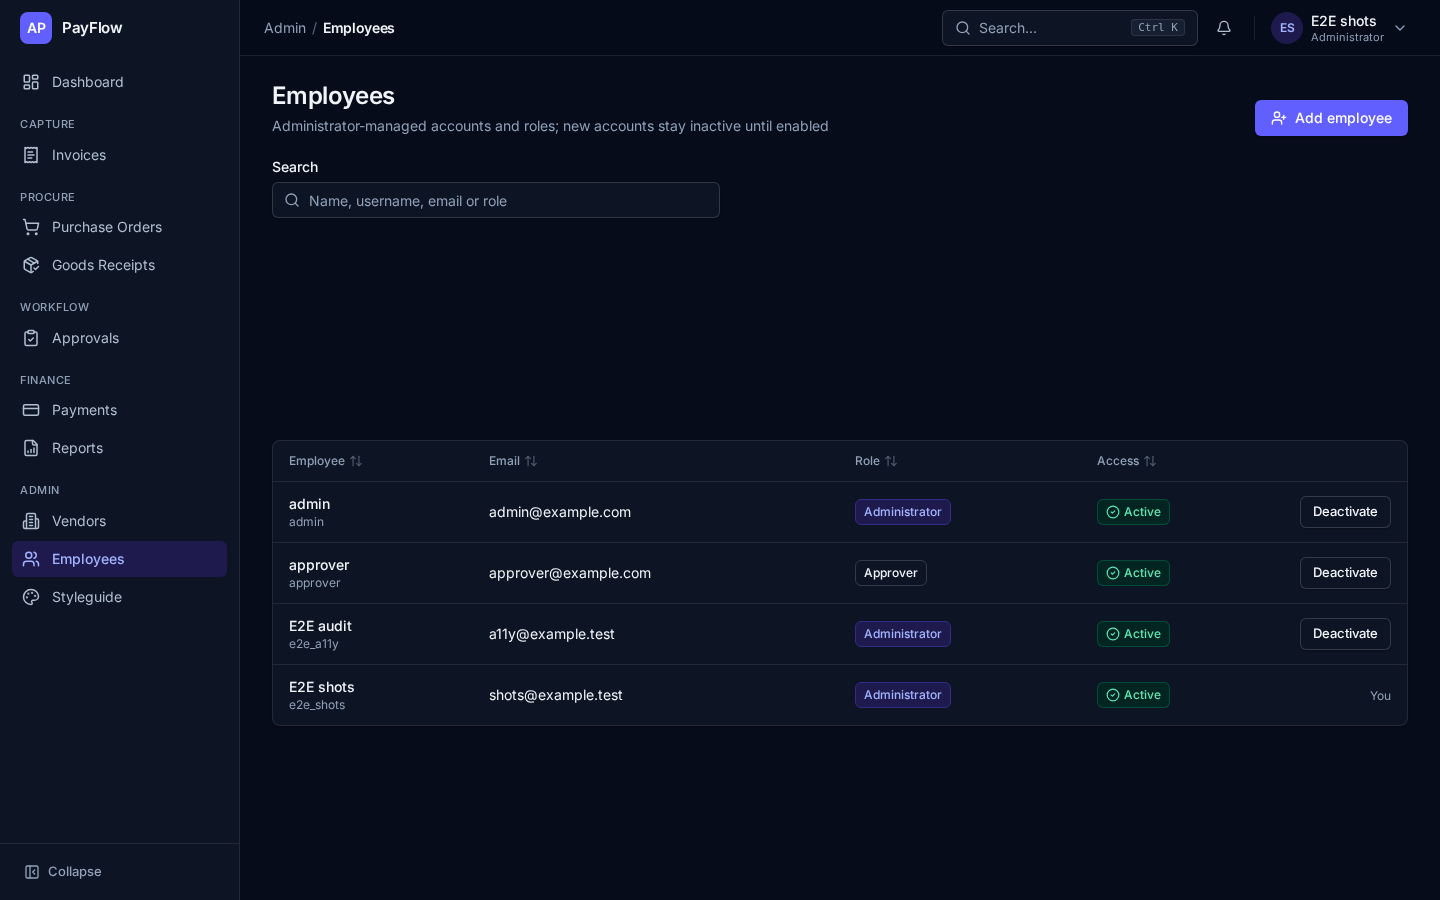 AP PayFlow
Admin / Employees
Search...
Ctrl K
ES
E2E shots
Administrator
Dashboard
CAPTURE
Invoices
PROCURE
Purchase Orders
Goods Receipts
WORKFLOW
Approvals
FINANCE
Payments
Reports
ADMIN
Vendors
Employees
Styleguide
Collapse
Employees
Administrator-managed accounts and roles; new accounts stay inactive until enabled
Add employee
Search
Name, username, email or role
Employee Email Role Access
admin
admin
admin@example.com Administrator Active Deactivate
approver
approver
approver@example.com Approver Active Deactivate
E2E audit
e2e_a11y
a11y@example.test Administrator Active Deactivate
E2E shots
e2e_shots
shots@example.test Administrator Active You